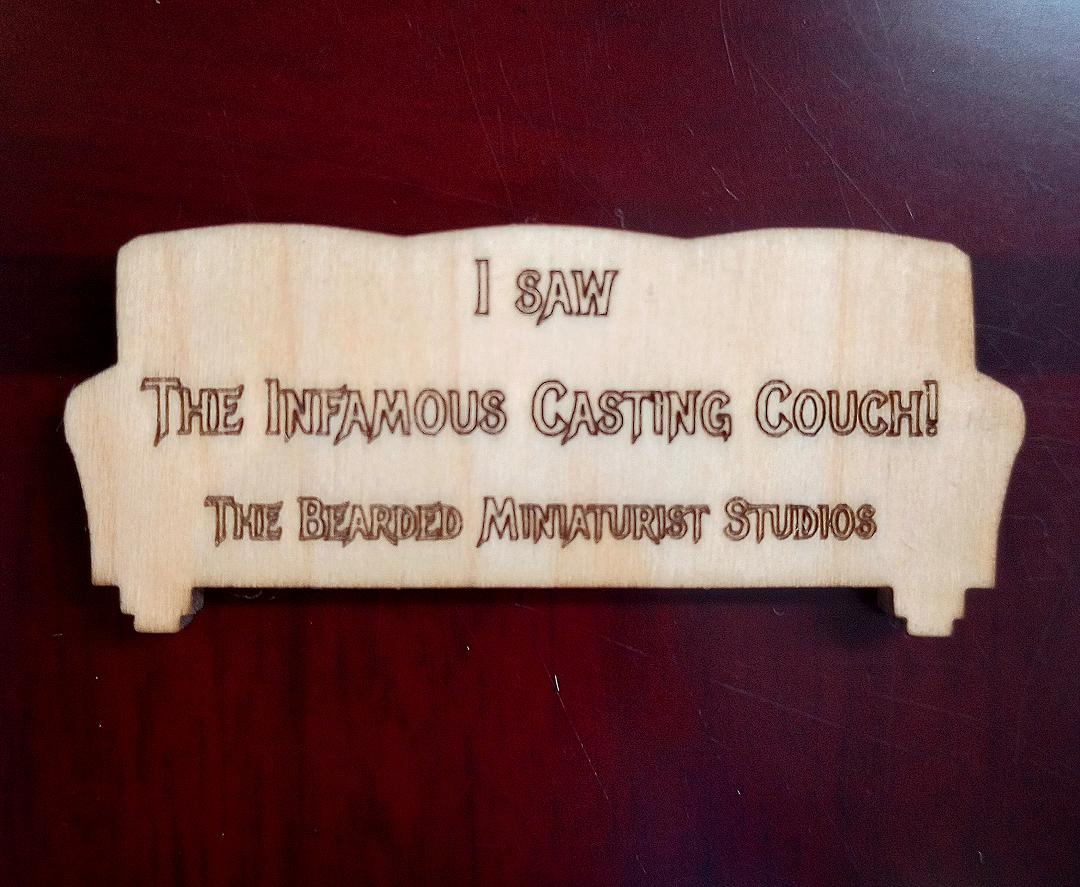 I saw
The Infamous Casting Couch!
The Bearded Miniaturist Studios